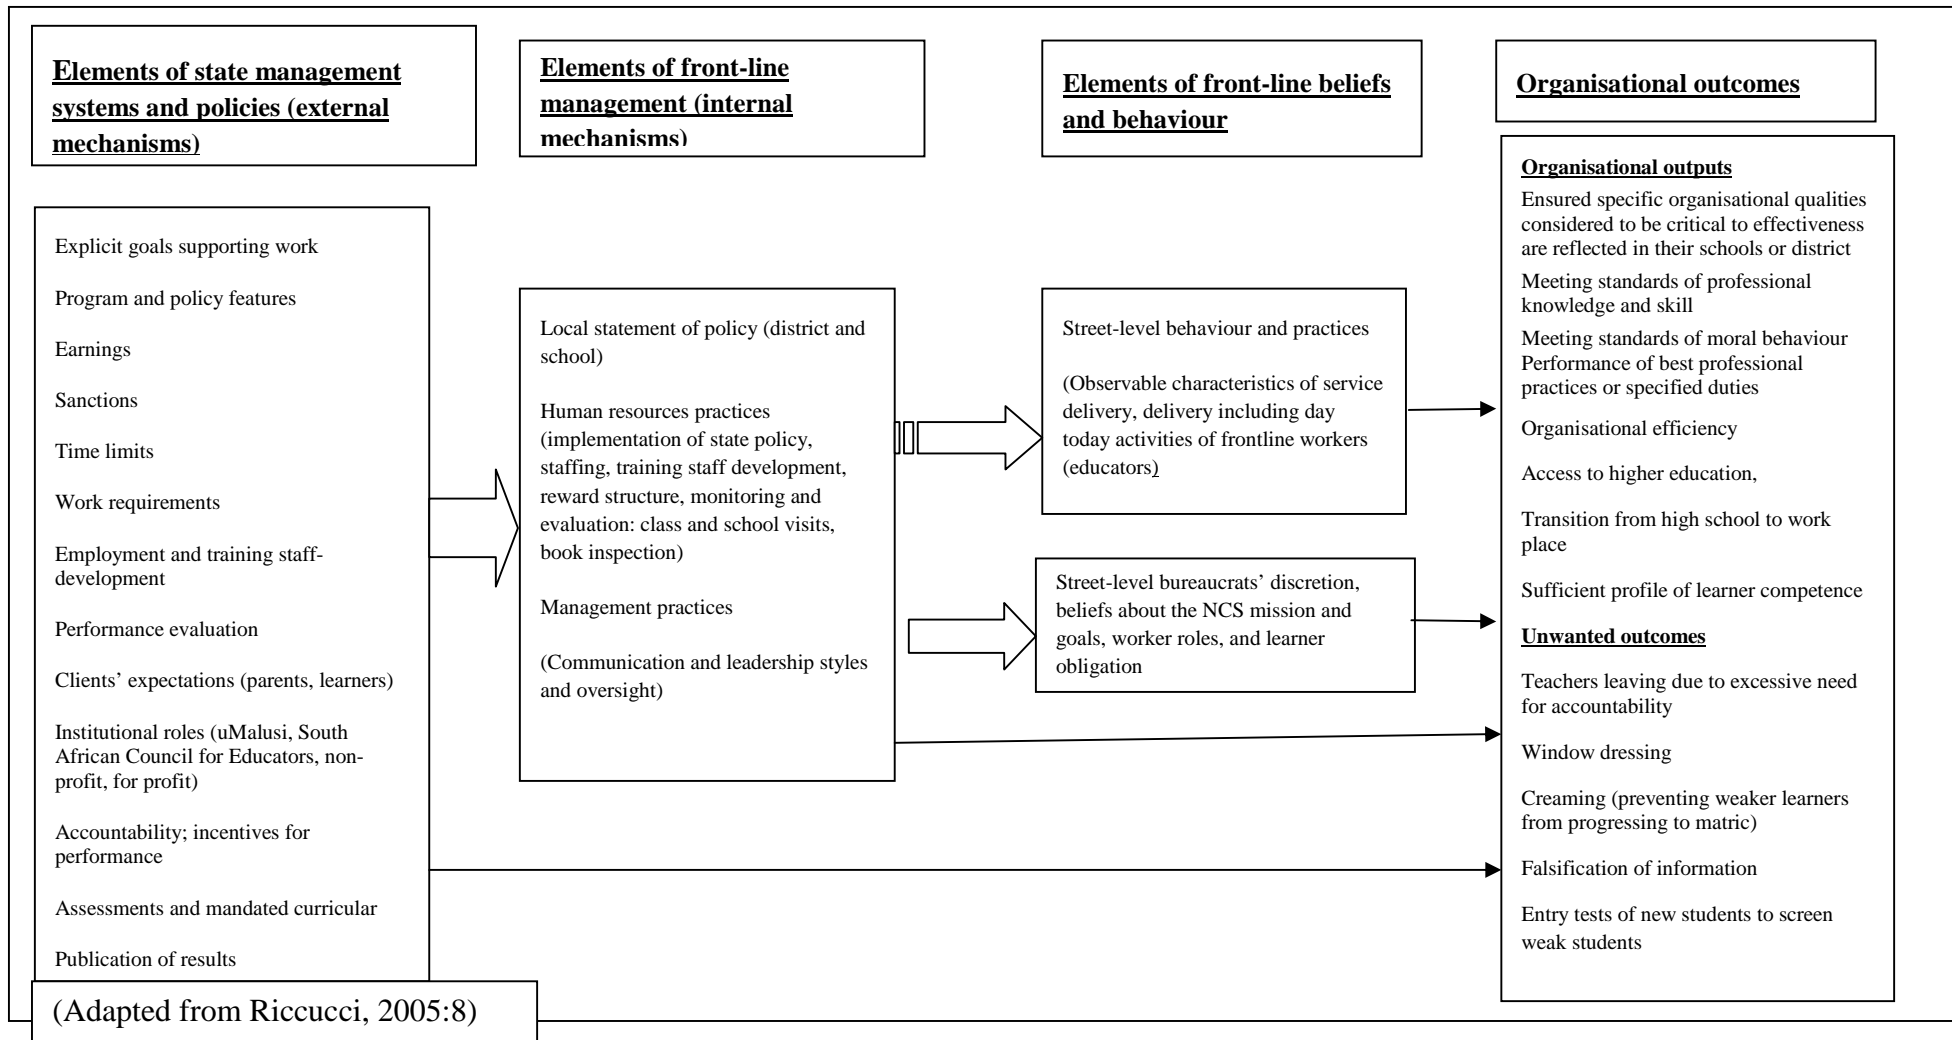 Elements of state management
systems and policies (external
mechanisms)
Explicit goals supporting work
Program and policy features
Earnings
Sanctions
Time limits
Work requirements
Employment and training staff-
development
Performance evaluation
Clients’ expectations (parents, learners)
Institutional roles (uMalusi, South
African Council for Educators, non-
profit, for profit)
Accountability; incentives for
performance
Assessments and mandated curricular
Publication of results
(Adapted from Riccucci, 2005:8)
Elements of front-line
management (internal
mechanisms)
Local statement of policy (district and
school)
Human resources practices
(implementation of state policy,
staffing, training staff development,
reward structure, monitoring and
evaluation: class and school visits,
book inspection)
Management practices
(Communication and leadership styles
and oversight)
Elements of front-line beliefs
and behaviour
Street-level behaviour and practices
(Observable characteristics of service
delivery, delivery including day
today activities of frontline workers
(educators)
Street-level bureaucrats’ discretion,
beliefs about the NCS mission and
goals, worker roles, and learner
obligation
Organisational outcomes
Organisational outputs
Ensured specific organisational qualities
considered to be critical to effectiveness
are reflected in their schools or district
Meeting standards of professional
knowledge and skill
Meeting standards of moral behaviour
Performance of best professional
practices or specified duties
Organisational efficiency
Access to higher education,
Transition from high school to work
place
Sufficient profile of learner competence
Unwanted outcomes
Teachers leaving due to excessive need
for accountability
Window dressing
Creaming (preventing weaker learners
from progressing to matric)
Falsification of information
Entry tests of new students to screen
weak students